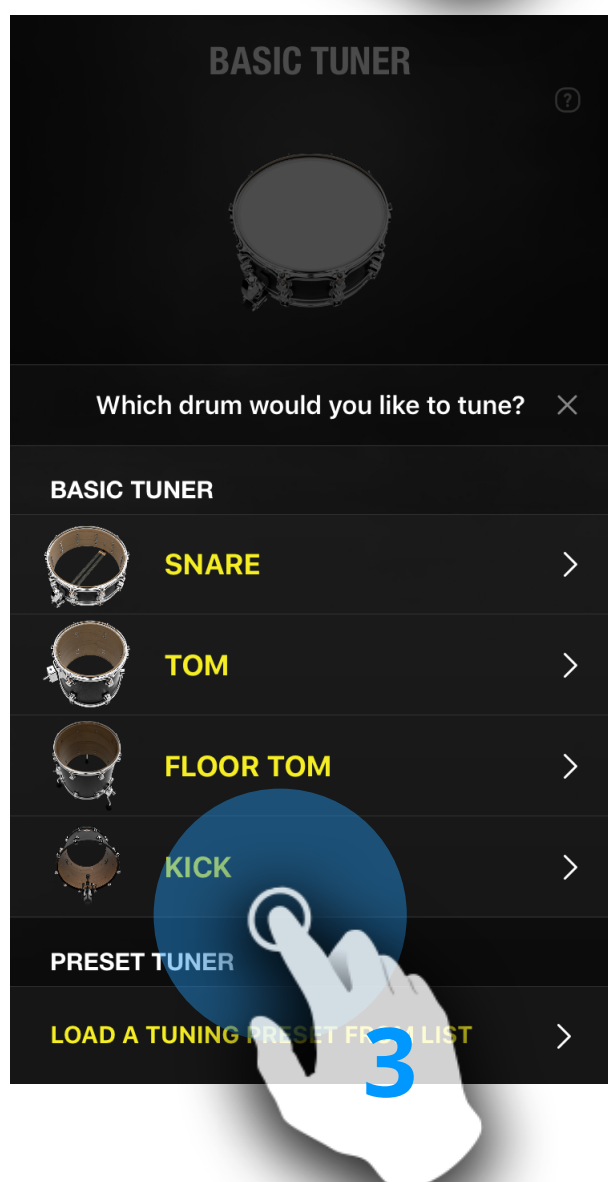 BASIC TUNER
?
Which drum would you like to tune?
BASIC TUNER
SNARE
TOM
FLOOR TOM
KICK
PRESET TUNER
LOAD A TUNING PRESET FROM LIST
3